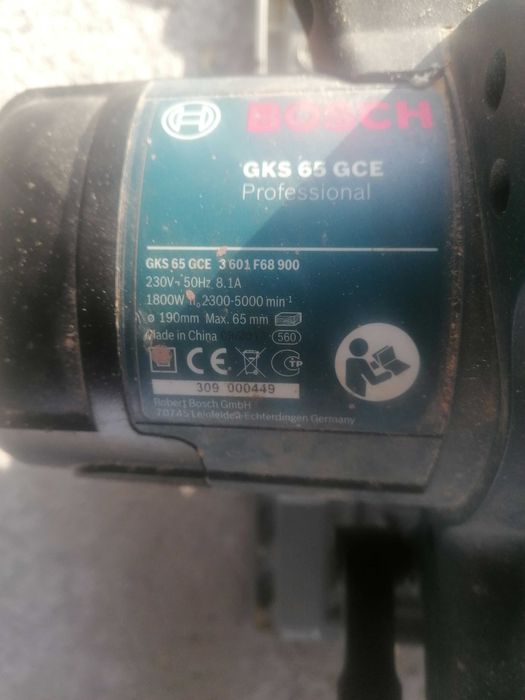 BOSCH
GKS 65 GCE
Professional
GKS 65 GCE 3 601 F68 900
230V~ 50Hz 8.1A
1800W n₀ 2300-5000 min⁻¹
⌀ 190mm Max. 65 mm
Made in China 560
CE TP
309 000449
Robert Bosch GmbH
70745 Leinfelden-Echterdingen Germany